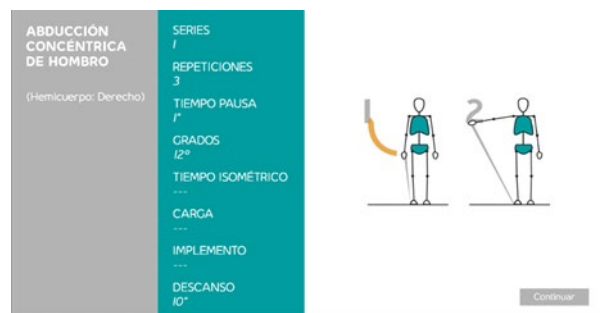 ABDUCCIÓN
CONCÉNTRICA
DE HOMBRO
(Hemicuerpo: Derecho)
SERIES
1
REPETICIONES
3
TIEMPO PAUSA
1"
GRADOS
12º
TIEMPO ISOMÉTRICO
---
CARGA
---
IMPLEMENTO
---
DESCANSO
10"
1
2
Continuar